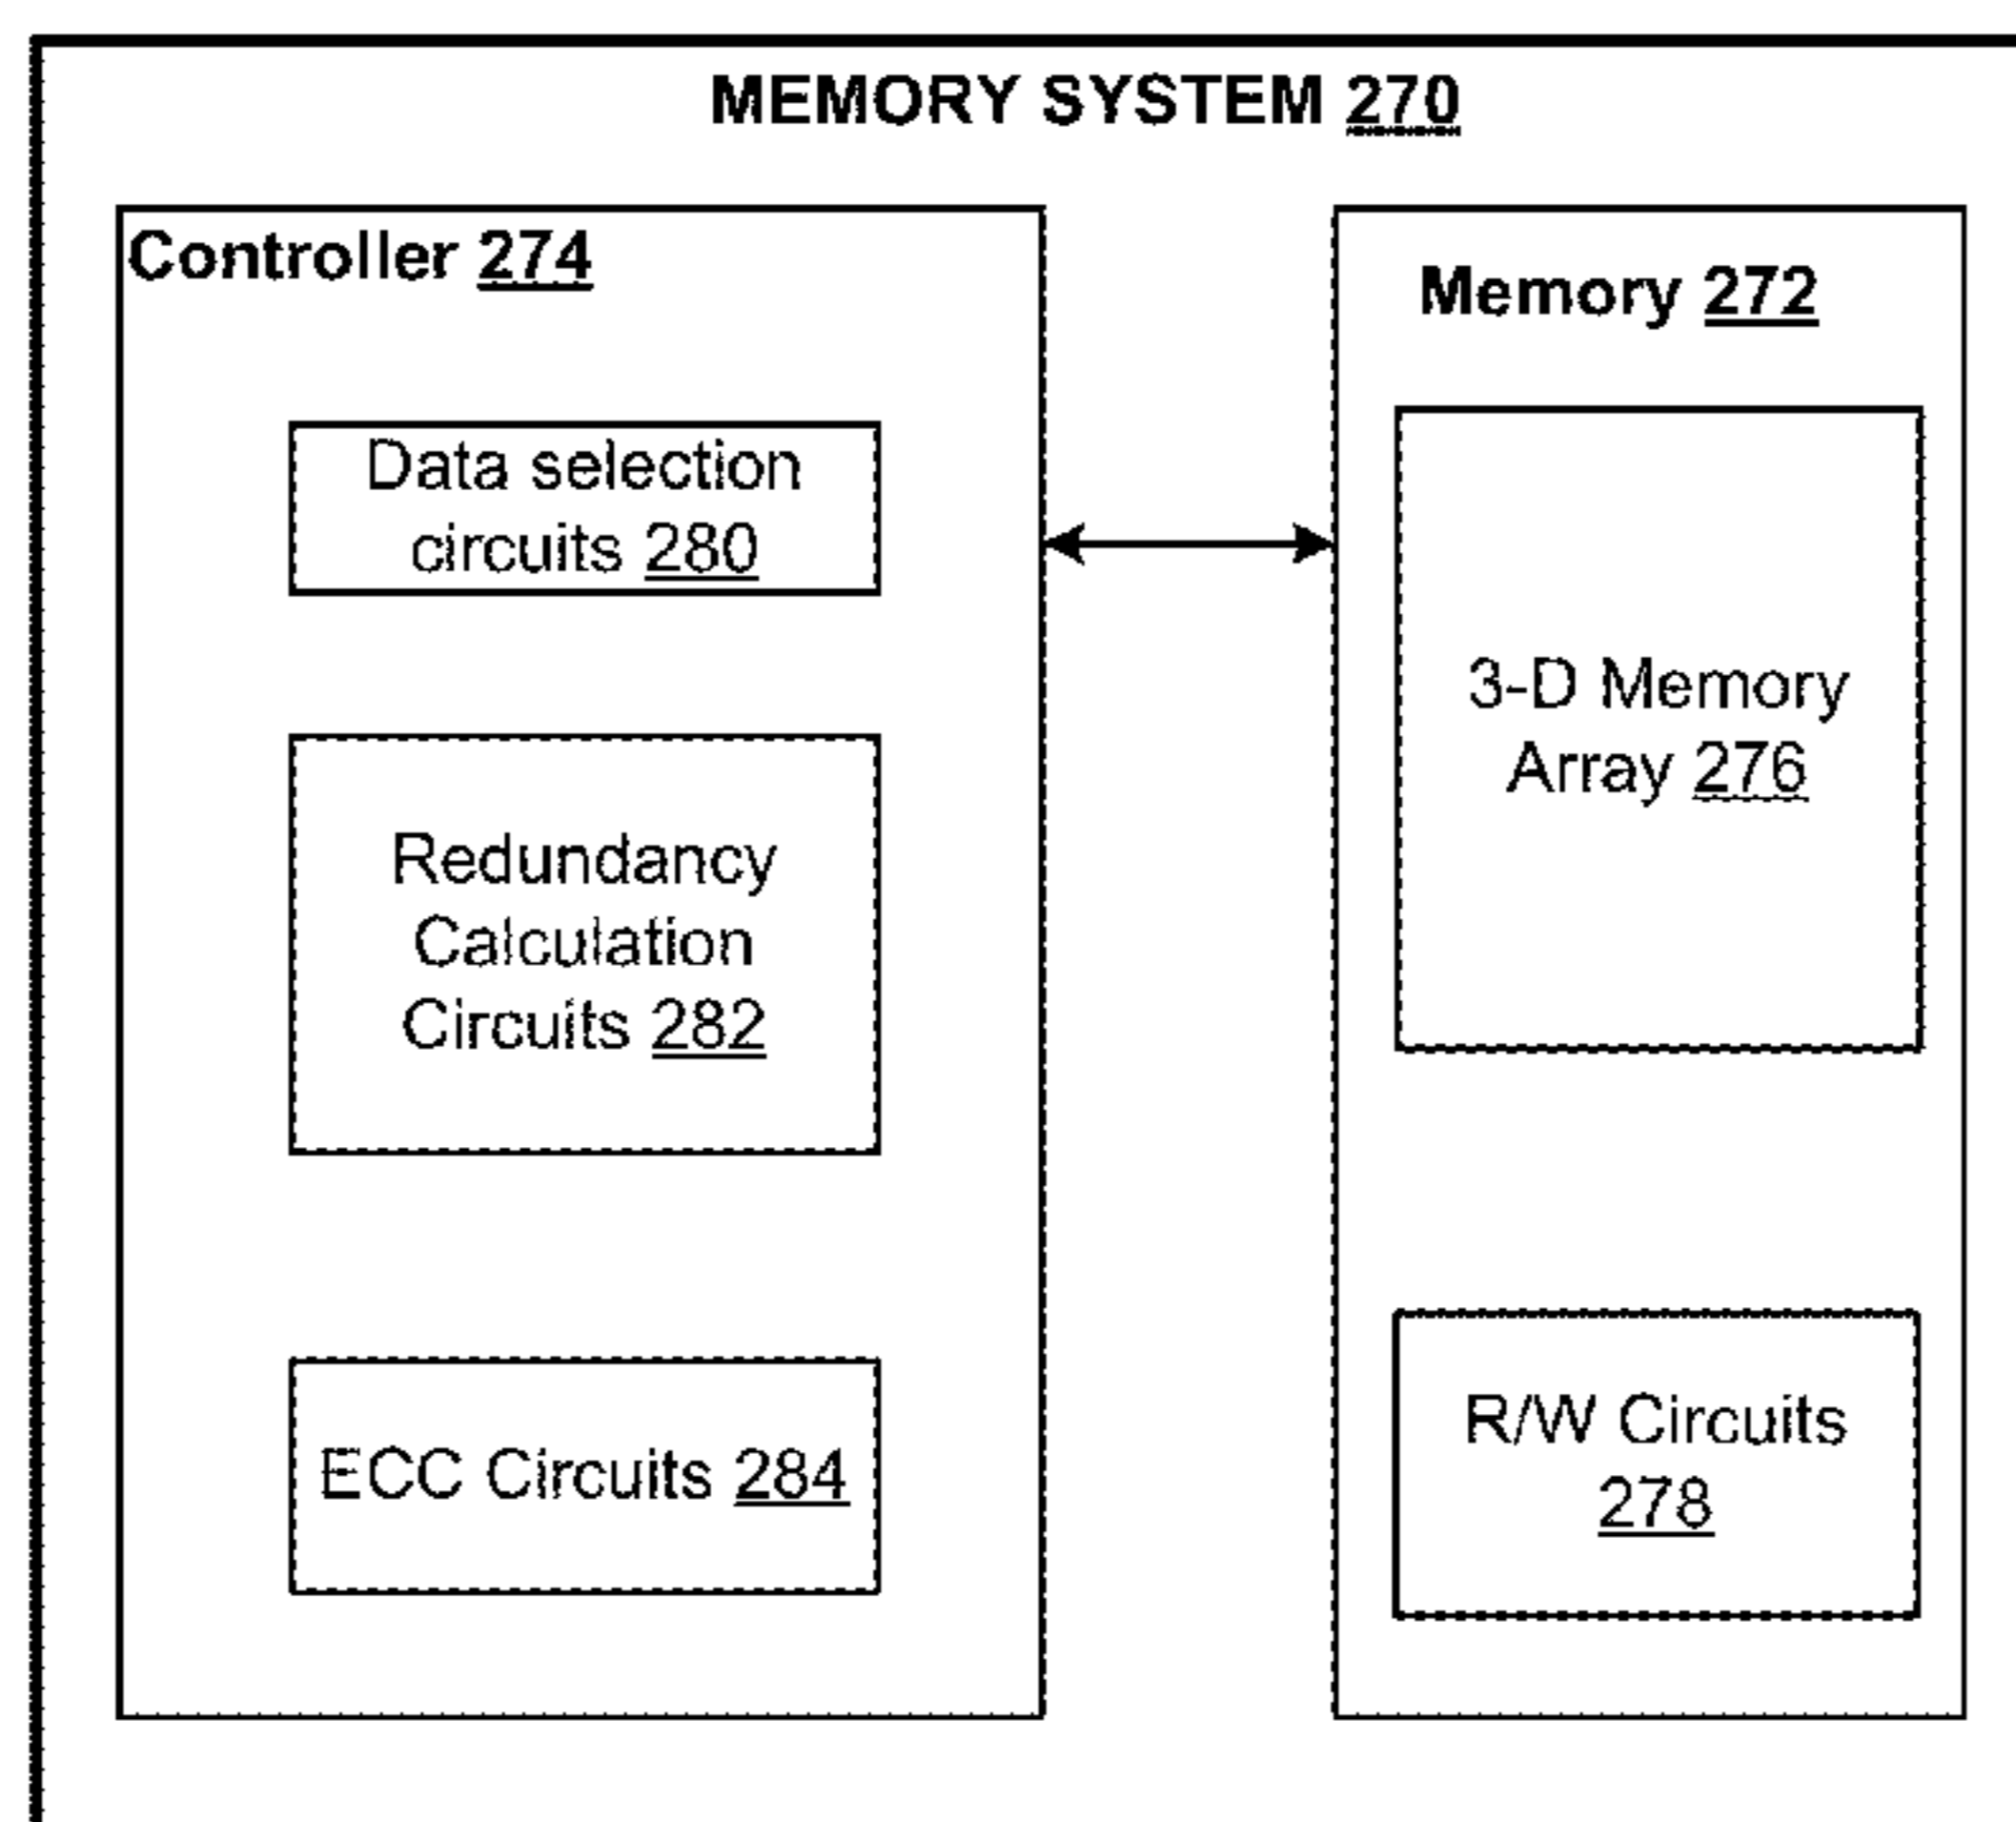 MEMORY SYSTEM 270
Controller 274
Data selection
circuits 280
Redundancy
Calculation
Circuits 282
ECC Circuits 284
Memory 272
3-D Memory
Array 276
R/W Circuits
278